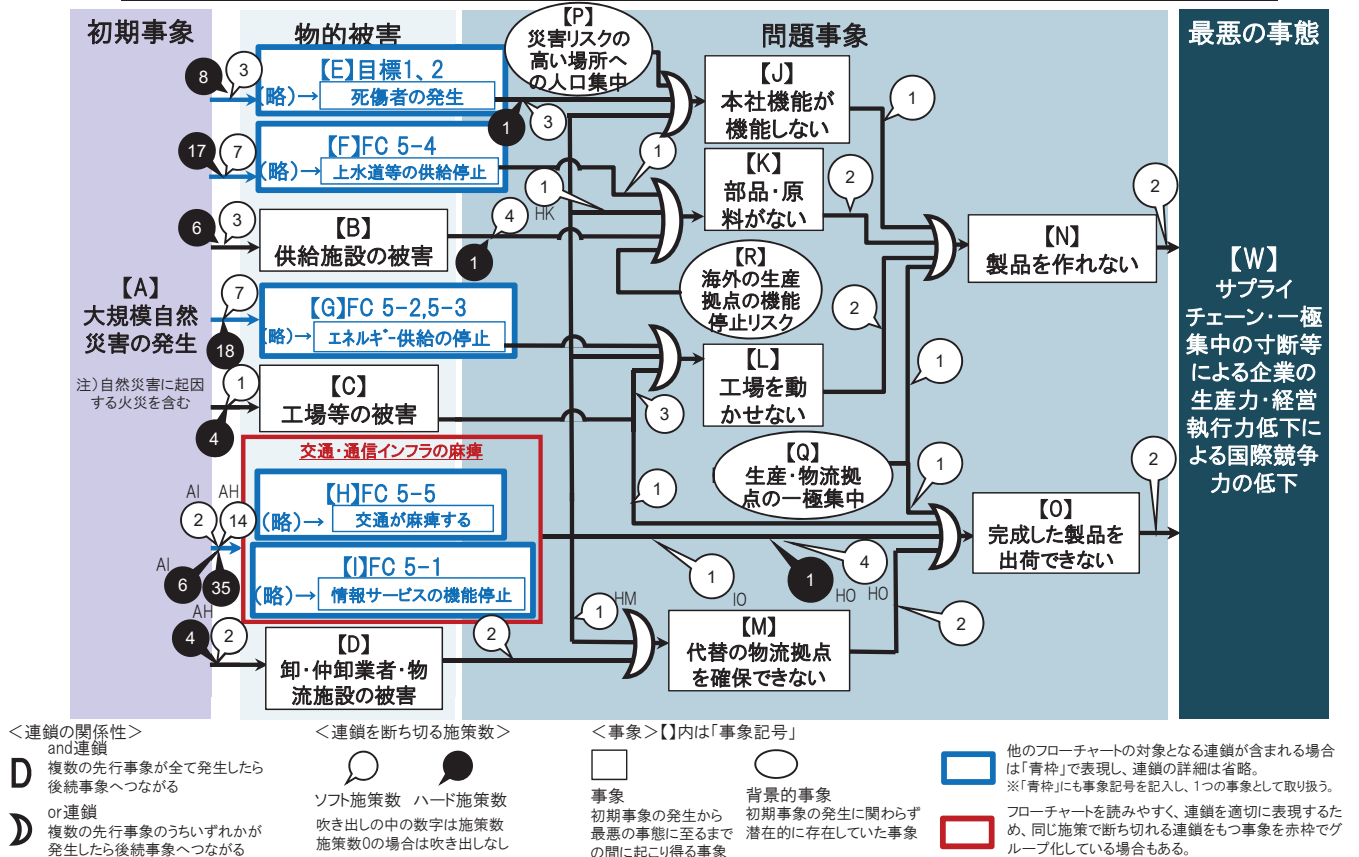 初期事象
物的被害
問題事象
最悪の事態
【A】
大規模自然
災害の発生
注)自然災害に起因
する火災を含む
8
3
【E】目標1、2
(略)→
死傷者の発生
1
3
17
7
【F】FC 5-4
(略)→
上水道等の供給停止
1
6
3
【B】
供給施設の被害
1
4
1
HK
7
18
【G】FC 5-2,5-3
(略)→
エネルギー供給の停止
1
4
【C】
工場等の被害
3
1
交通・通信インフラの麻痺
AI
AH
2
14
AI
6
35
AH
【H】FC 5-5
(略)→
交通が麻痺する
【I】FC 5-1
(略)→
情報サービスの機能停止
1
IO
1
HO
4
HO
4
2
【D】
卸・仲卸業者・物
流施設の被害
2
1
HM
【P】
災害リスクの
高い場所へ
の人口集中
【J】
本社機能が
機能しない
1
【K】
部品・原
料がない
2
【R】
海外の生産
拠点の機能
停止リスク
【L】
工場を動
かせない
2
【Q】
生産・物流拠
点の一極集中
1
1
【M】
代替の物流拠点
を確保できない
2
【N】
製品を作れない
2
【O】
完成した製品を
出荷できない
2
【W】
サプライ
チェーン・一極
集中の寸断等
による企業の
生産力・経営
執行力低下に
よる国際競争
力の低下
<連鎖の関係性>
and連鎖
複数の先行事象が全て発生したら
後続事象へつながる
or連鎖
複数の先行事象のうちいずれかが
発生したら後続事象へつながる
<連鎖を断ち切る施策数>
ソフト施策数 ハード施策数
吹き出しの中の数字は施策数
施策数0の場合は吹き出しなし
<事象>【】内は「事象記号」
事象
初期事象の発生から
最悪の事態に至るまで
の間に起こり得る事象
背景的事象
初期事象の発生に関わらず
潜在的に存在していた事象
他のフローチャートの対象となる連鎖が含まれる場合
は「青枠」で表現し、連鎖の詳細は省略。
※「青枠」にも事象記号を記入し、1つの事象として取り扱う。
フローチャートを読みやすく、連鎖を適切に表現するた
め、同じ施策で断ち切れる連鎖をもつ事象を赤枠でグ
ループ化している場合もある。